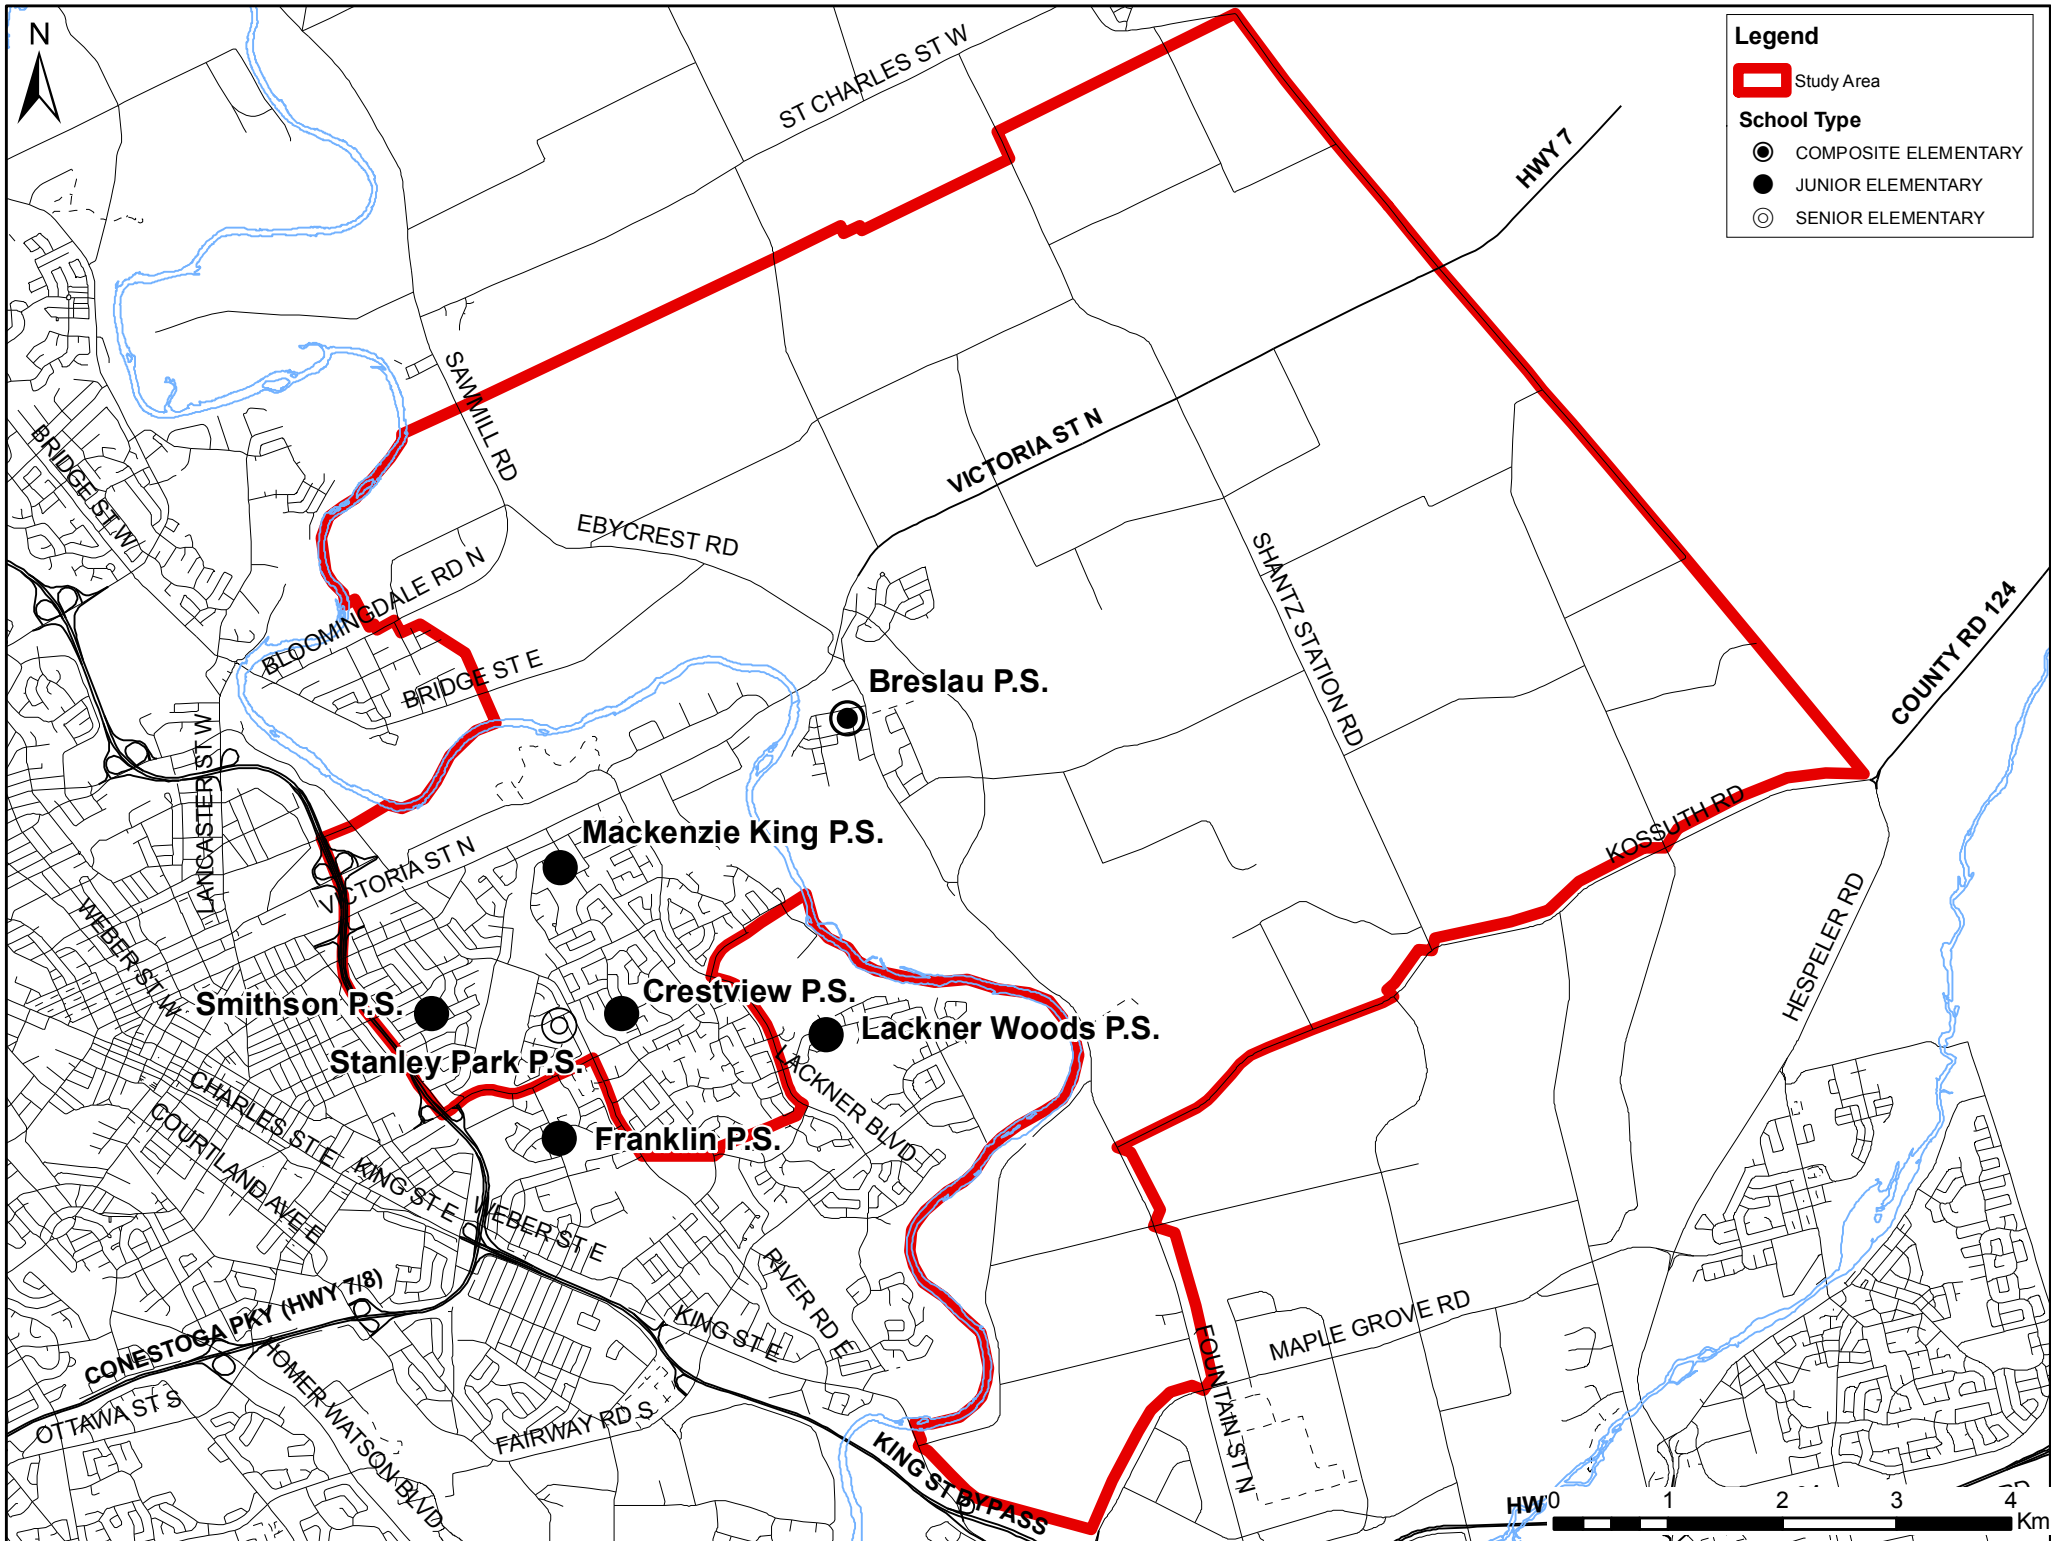 N
ST CHARLES ST W
Legend
Study Area
School Type
COMPOSITE ELEMENTARY
JUNIOR ELEMENTARY
SENIOR ELEMENTARY
HWY 7
SAWMILL RD
BRIDGE ST W
VICTORIA ST N
EBYCREST RD
SHANTZ STATION RD
BLOOMINGDALE RD N
BRIDGE ST E
COUNTY RD 124
Breslau P.S.
LANCASTER ST W
Mackenzie King P.S.
VICTORIA ST N
KOSSUTH RD
WEBER ST W
HESPELER RD
Smithson P.S.
Crestview P.S.
Lackner Woods P.S.
Stanley Park P.S.
LACKNER BLVD
CHARLES ST E
COURTLAND AVE E
Franklin P.S.
KING ST E
WEBER ST E
RIVER RD E
CONESTOGA PKY (HWY 7/8)
KING ST E
MAPLE GROVE RD
FOUNTAIN ST N
HOMER WATSON BLVD
OTTAWA ST S
FAIRWAY RD S
KING ST BYPASS
HW
0 1 2 3 4
Km